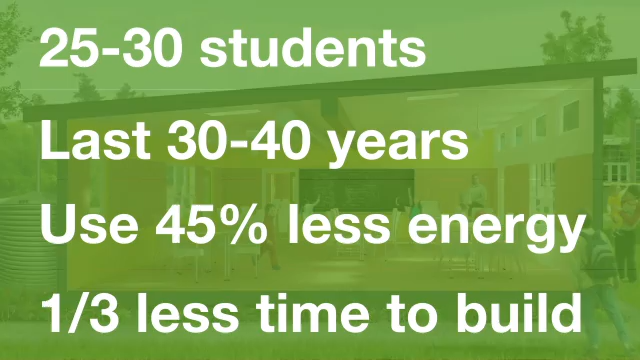 25-30 students
Last 30-40 years
Use 45% less energy
1/3 less time to build